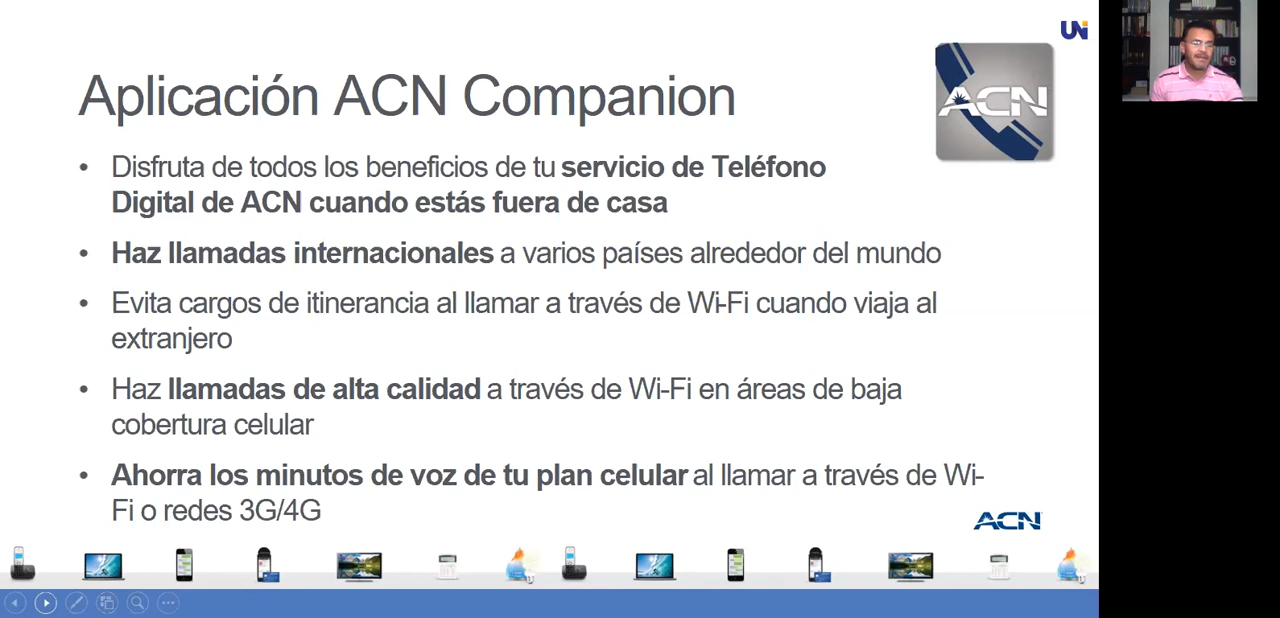 UNi
ACN
Aplicación ACN Companion
• Disfruta de todos los beneficios de tu servicio de Teléfono
Digital de ACN cuando estás fuera de casa
• Haz llamadas internacionales a varios países alrededor del mundo
• Evita cargos de itinerancia al llamar a través de Wi-Fi cuando viaja al
extranjero
• Haz llamadas de alta calidad a través de Wi-Fi en áreas de baja
cobertura celular
• Ahorra los minutos de voz de tu plan celular al llamar a través de Wi-
Fi o redes 3G/4G
ACN